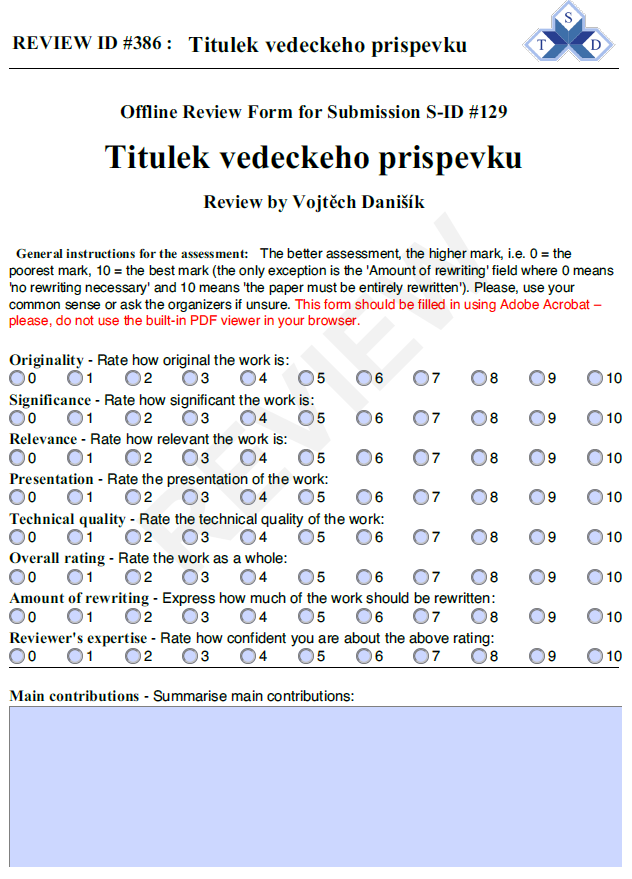 REVIEW ID #386 : Titulek vedeckeho prispevku
S
T D
Offline Review Form for Submission S-ID #129
Titulek vedeckeho prispevku
Review by Vojtěch Danišík
General instructions for the assessment: The better assessment, the higher mark, i.e. 0 = the
poorest mark, 10 = the best mark (the only exception is the 'Amount of rewriting' field where 0 means
'no rewriting necessary' and 10 means 'the paper must be entirely rewritten'). Please, use your
common sense or ask the organizers if unsure. This form should be filled in using Adobe Acrobat –
please, do not use the built-in PDF viewer in your browser.
REVIEW
Originality - Rate how original the work is:
0 1 2 3 4 5 6 7 8 9 10
Significance - Rate how significant the work is:
0 1 2 3 4 5 6 7 8 9 10
Relevance - Rate how relevant the work is:
0 1 2 3 4 5 6 7 8 9 10
Presentation - Rate the presentation of the work:
0 1 2 3 4 5 6 7 8 9 10
Technical quality - Rate the technical quality of the work:
0 1 2 3 4 5 6 7 8 9 10
Overall rating - Rate the work as a whole:
0 1 2 3 4 5 6 7 8 9 10
Amount of rewriting - Express how much of the work should be rewritten:
0 1 2 3 4 5 6 7 8 9 10
Reviewer's expertise - Rate how confident you are about the above rating:
0 1 2 3 4 5 6 7 8 9 10
Main contributions - Summarise main contributions: